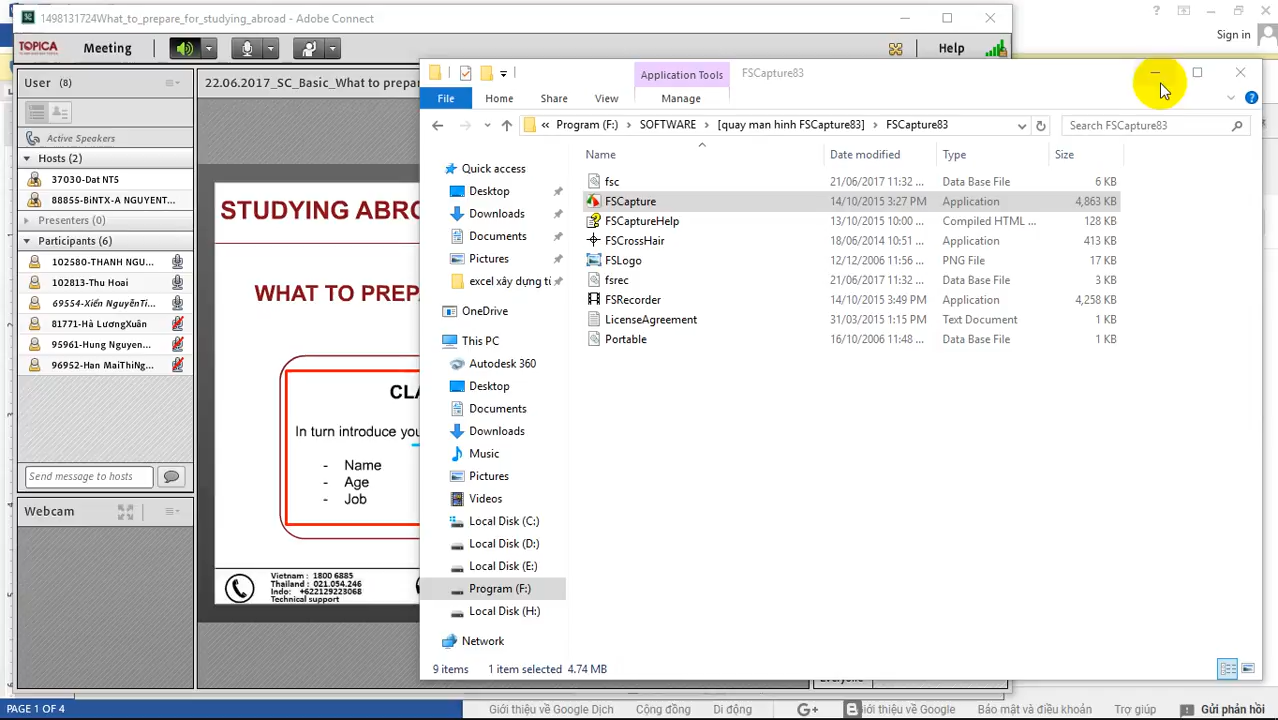 1498131724What_to_prepare_for_studying_abroad - Adobe Connect
Sign in
TOPICA
Meeting
Help
User (8)
22.06.2017_SC_Basic_What to prepa
Active Speakers
Hosts (2)
37030-Dat NT5
88855-BiNTX-A NGUYENT...
Presenters (0)
Participants (6)
102580-THANH NGU...
102813-Thu Hoai
69554-Xiển NguyễnTi...
81771-Hà LươngXuân
95961-Hung Nguyen...
96952-Han MaiThiNg...
Send message to hosts
Webcam
STUDYING ABRO
WHAT TO PREP
CLA
In turn introduce you
- Name
- Age
- Job
Vietnam : 1800 6885
Thailand : 021.054.246
Indo: +622129223068
Technical support
Application Tools
FSCapture83
File
Home
Share
View
Manage
« Program (F:) › SOFTWARE › [quay man hinh FSCapture83] › FSCapture83
Search FSCapture83
Quick access
Desktop
Downloads
Documents
Pictures
excel xây dựng tí
OneDrive
This PC
Autodesk 360
Desktop
Documents
Downloads
Music
Pictures
Videos
Local Disk (C:)
Local Disk (D:)
Local Disk (E:)
Program (F:)
Local Disk (H:)
Network
Name Date modified Type Size
fsc 21/06/2017 11:32 ... Data Base File 6 KB
FSCapture 14/10/2015 3:27 PM Application 4,863 KB
FSCaptureHelp 13/10/2015 10:00 ... Compiled HTML ... 128 KB
FSCrossHair 18/06/2014 10:51 ... Application 413 KB
FSLogo 12/12/2006 11:56 ... PNG File 17 KB
fsrec 21/06/2017 11:32 ... Data Base File 3 KB
FSRecorder 14/10/2015 3:49 PM Application 4,258 KB
LicenseAgreement 31/03/2015 1:15 PM Text Document 1 KB
Portable 16/10/2006 11:48 ... Data Base File 1 KB
9 items 1 item selected 4.74 MB
Everyone
PAGE 1 OF 4
Giới thiệu về Google Dịch Cộng đồng Di động G+ B Giới thiệu về Google Bảo mật và điều khoản Trợ giúp Gửi phản hồi